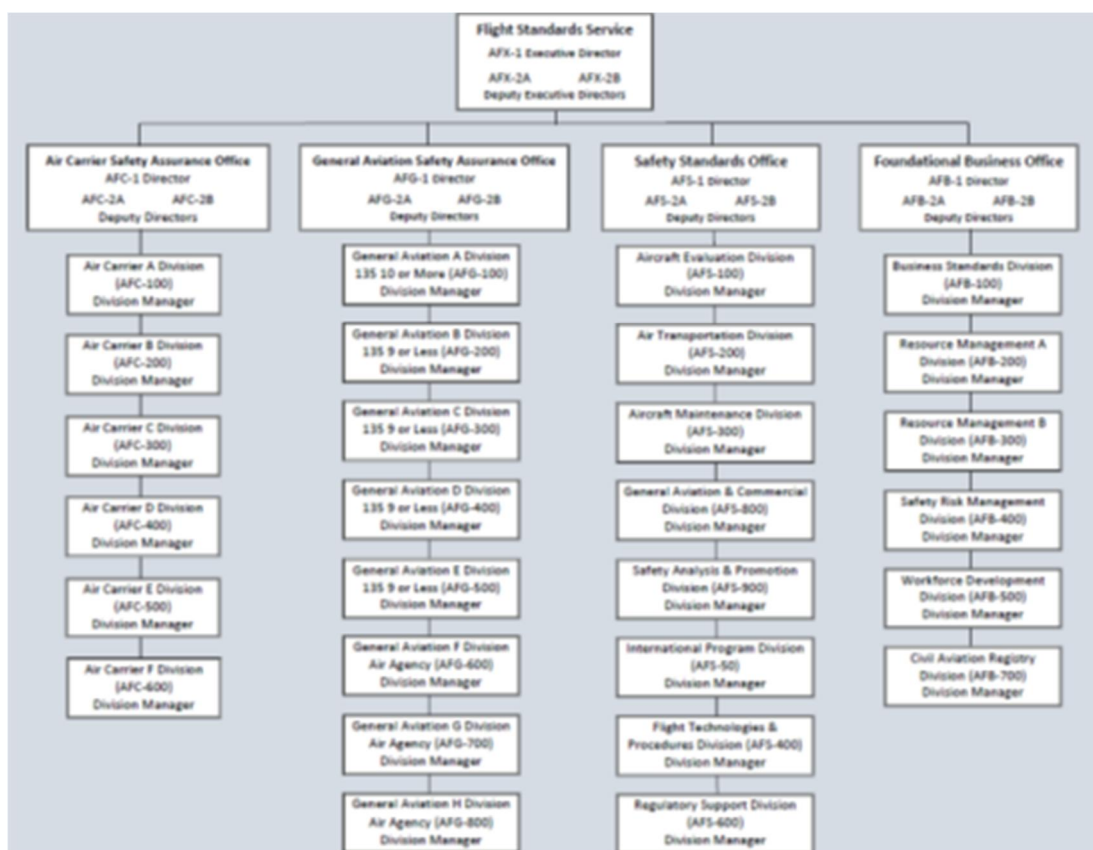 Flight Standards Service
AFX-1 Executive Director
AFX-2A AFX-2B
Deputy Executive Directors
Air Carrier Safety Assurance Office
AFC-1 Director
AFC-2A AFC-2B
Deputy Directors
Air Carrier A Division
(AFC-100)
Division Manager
Air Carrier B Division
(AFC-200)
Division Manager
Air Carrier C Division
(AFC-300)
Division Manager
Air Carrier D Division
(AFC-400)
Division Manager
Air Carrier E Division
(AFC-500)
Division Manager
Air Carrier F Division
(AFC-600)
Division Manager
General Aviation Safety Assurance Office
AFG-1 Director
AFG-2A AFG-2B
Deputy Directors
General Aviation A Division
135 10 or More (AFG-100)
Division Manager
General Aviation B Division
135 9 or Less (AFG-200)
Division Manager
General Aviation C Division
135 9 or Less (AFG-300)
Division Manager
General Aviation D Division
135 9 or Less (AFG-400)
Division Manager
General Aviation E Division
135 9 or Less (AFG-500)
Division Manager
General Aviation F Division
Air Agency (AFG-600)
Division Manager
General Aviation G Division
Air Agency (AFG-700)
Division Manager
General Aviation H Division
Air Agency (AFG-800)
Division Manager
Safety Standards Office
AFS-1 Director
AFS-2A AFS-2B
Deputy Directors
Aircraft Evaluation Division
(AFS-100)
Division Manager
Air Transportation Division
(AFS-200)
Division Manager
Aircraft Maintenance Division
(AFS-300)
Division Manager
General Aviation & Commercial
Division (AFS-800)
Division Manager
Safety Analysis & Promotion
Division (AFS-900)
Division Manager
International Program Division
(AFS-50)
Division Manager
Flight Technologies &
Procedures Division (AFS-400)
Division Manager
Regulatory Support Division
(AFS-600)
Division Manager
Foundational Business Office
AFB-1 Director
AFB-2A AFB-2B
Deputy Directors
Business Standards Division
(AFB-100)
Division Manager
Resource Management A
Division (AFB-200)
Division Manager
Resource Management B
Division (AFB-300)
Division Manager
Safety Risk Management
Division (AFB-400)
Division Manager
Workforce Development
Division (AFB-500)
Division Manager
Civil Aviation Registry
Division (AFB-700)
Division Manager